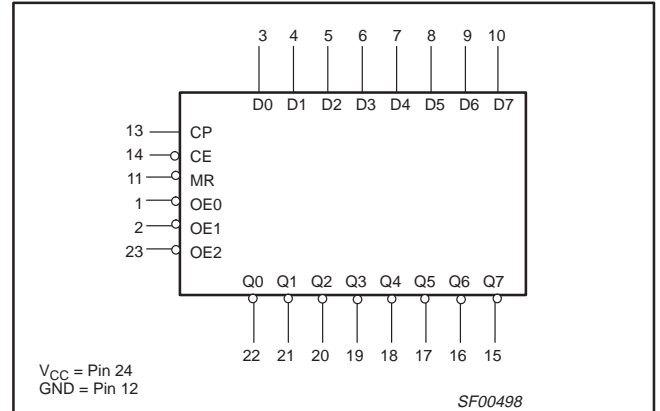 3 4 5 6 7 8 9 10
D0 D1 D2 D3 D4 D5 D6 D7
13 CP
14 CE
11 MR
1 OE0
2 OE1
23 OE2
Q0 Q1 Q2 Q3 Q4 Q5 Q6 Q7
22 21 20 19 18 17 16 15
VCC = Pin 24
GND = Pin 12
SF00498